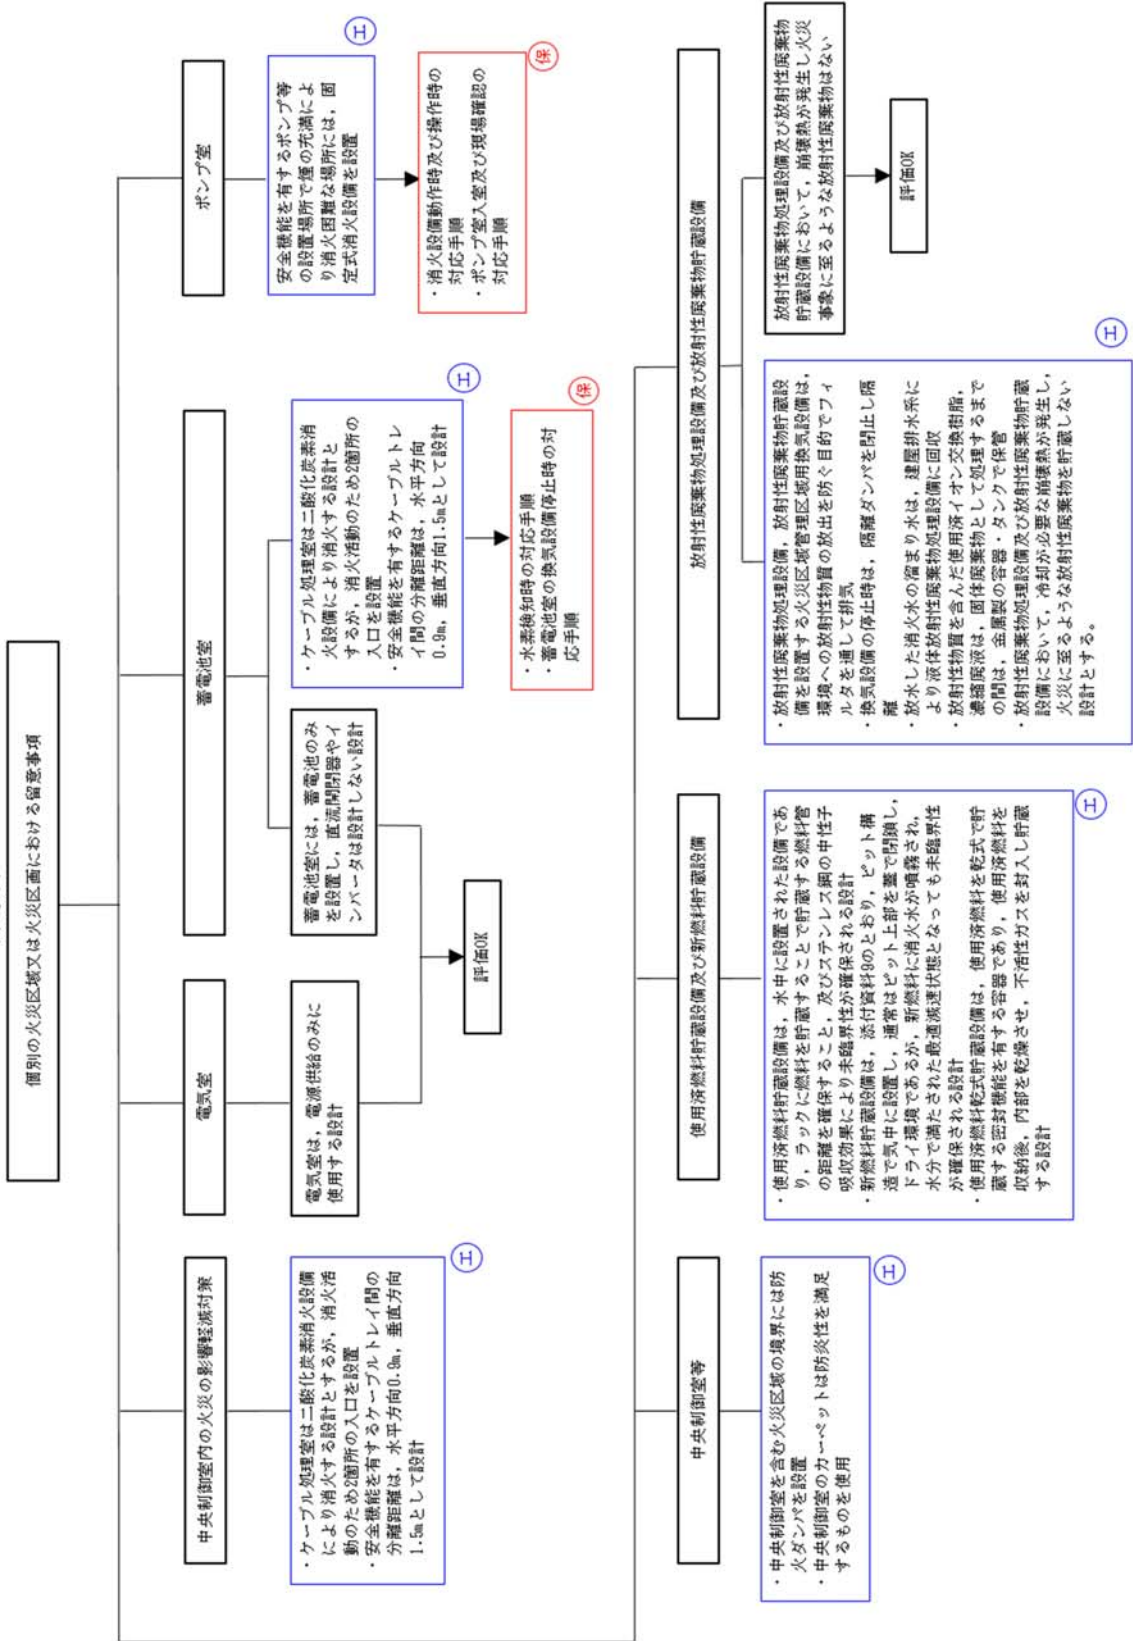 個別の火災区域又は火災区画における留意事項
中央制御室内の火災の影響軽減対策
・ケーブル処理室は二酸化炭素消火設備
により消火する設計とするが，消火活
動のため2箇所の入口を設置
・安全機能を有するケーブルトレイ間の
分離距離は，水平方向0.9m，垂直方向
1.5mとして設計
H
電気室
電気室は，電源供給のみに
使用する設計
蓄電池室
蓄電池室には，蓄電池のみ
を設置し，直流開閉器やイ
ンバータは設計しない設計
評価OK
・ケーブル処理室は二酸化炭素消
火設備により消火する設計と
するが，消火活動のため2箇所の
入口を設置
・安全機能を有するケーブルトレ
イ間の分離距離は，水平方向
0.9m，垂直方向1.5mとして設計
H
・水素検知時の対応手順
・蓄電池室の換気設備停止時の対
応手順
保
ポンプ室
安全機能を有するポンプ等
の設置場所で煙の充満によ
り消火困難な場所には，固
定式消火設備を設置
H
・消火設備動作時及び操作時の
対応手順
・ポンプ室入室及び現場確認の
対応手順
保
中央制御室等
・中央制御室を含む火災区域の境界には防
火ダンパを設置
・中央制御室のカーペットは防炎性を満足
するものを使用
H
使用済燃料貯蔵設備及び新燃料貯蔵設備
・使用済燃料貯蔵設備は，水中に設置された設備であ
り，ラックに燃料を貯蔵することで貯蔵する燃料管
の距離を確保すること，及びステンレス鋼の中性子
吸収効果により未臨界性が確保される設計
・新燃料貯蔵設備は，添付資料9のとおり，ピット構
造で気中に設置し，通常はピット上部を蓋で閉鎖し，
ドライ環境であるが，新燃料に消火水が噴霧され，
水分で満たされた最適減速状態となっても未臨界性
が確保される設計
・使用済燃料乾式貯蔵設備は，使用済燃料を乾式で貯
蔵する密封機能を有する容器であり，使用済燃料を
収納後，内部を乾燥させ，不活性ガスを封入し貯蔵
する設計
H
放射性廃棄物処理設備及び放射性廃棄物貯蔵設備
・放射性廃棄物処理設備，放射性廃棄物貯蔵設
備を設置する火災区域管理区域用換気設備は，
環境への放射性物質の放出を防ぐ目的でフィ
ルタを通して排気
・換気設備の停止時は，隔離ダンパを閉止し隔
離
・放水した消火水の溜まり水は，建屋排水系に
より液体放射性廃棄物処理設備に回収
・放射性物質を含んだ使用済イオン交換樹脂，
濃縮廃液は，固体廃棄物として処理するまで
の間は，金属製の容器・タンクで保管
・放射性廃棄物処理設備及び放射性廃棄物貯蔵
設備において，冷却が必要な崩壊熱が発生し，
火災に至るような放射性廃棄物を貯蔵しない
設計とする。
H
放射性廃棄物処理設備及び放射性廃棄物
貯蔵設備において，崩壊熱が発生し火災
事象に至るような放射性廃棄物はない
評価OK